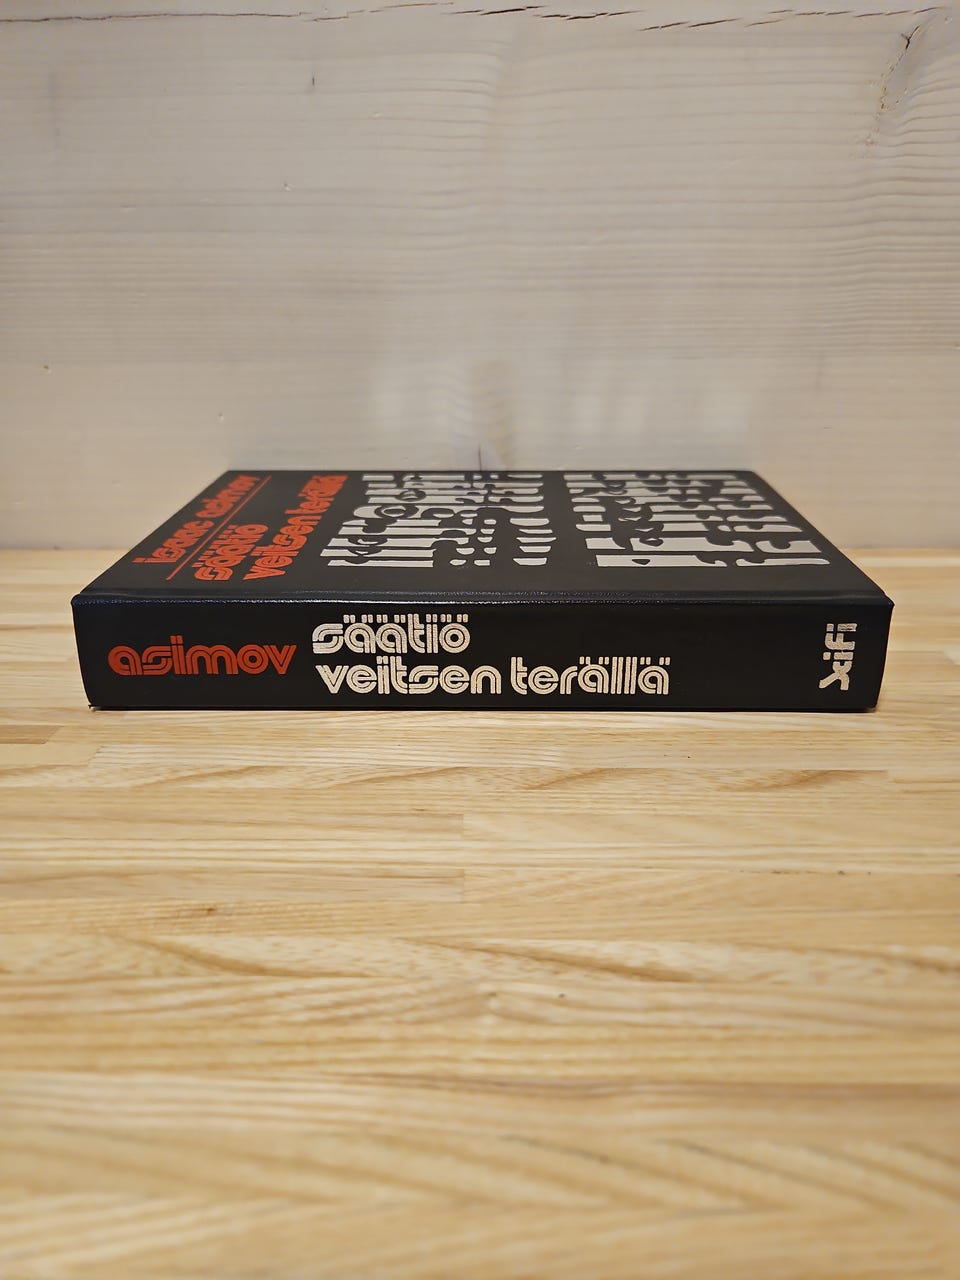 isaac asimov
säätiö
veitsen terällä
asimov
säätiö
veitsen terällä
xifi